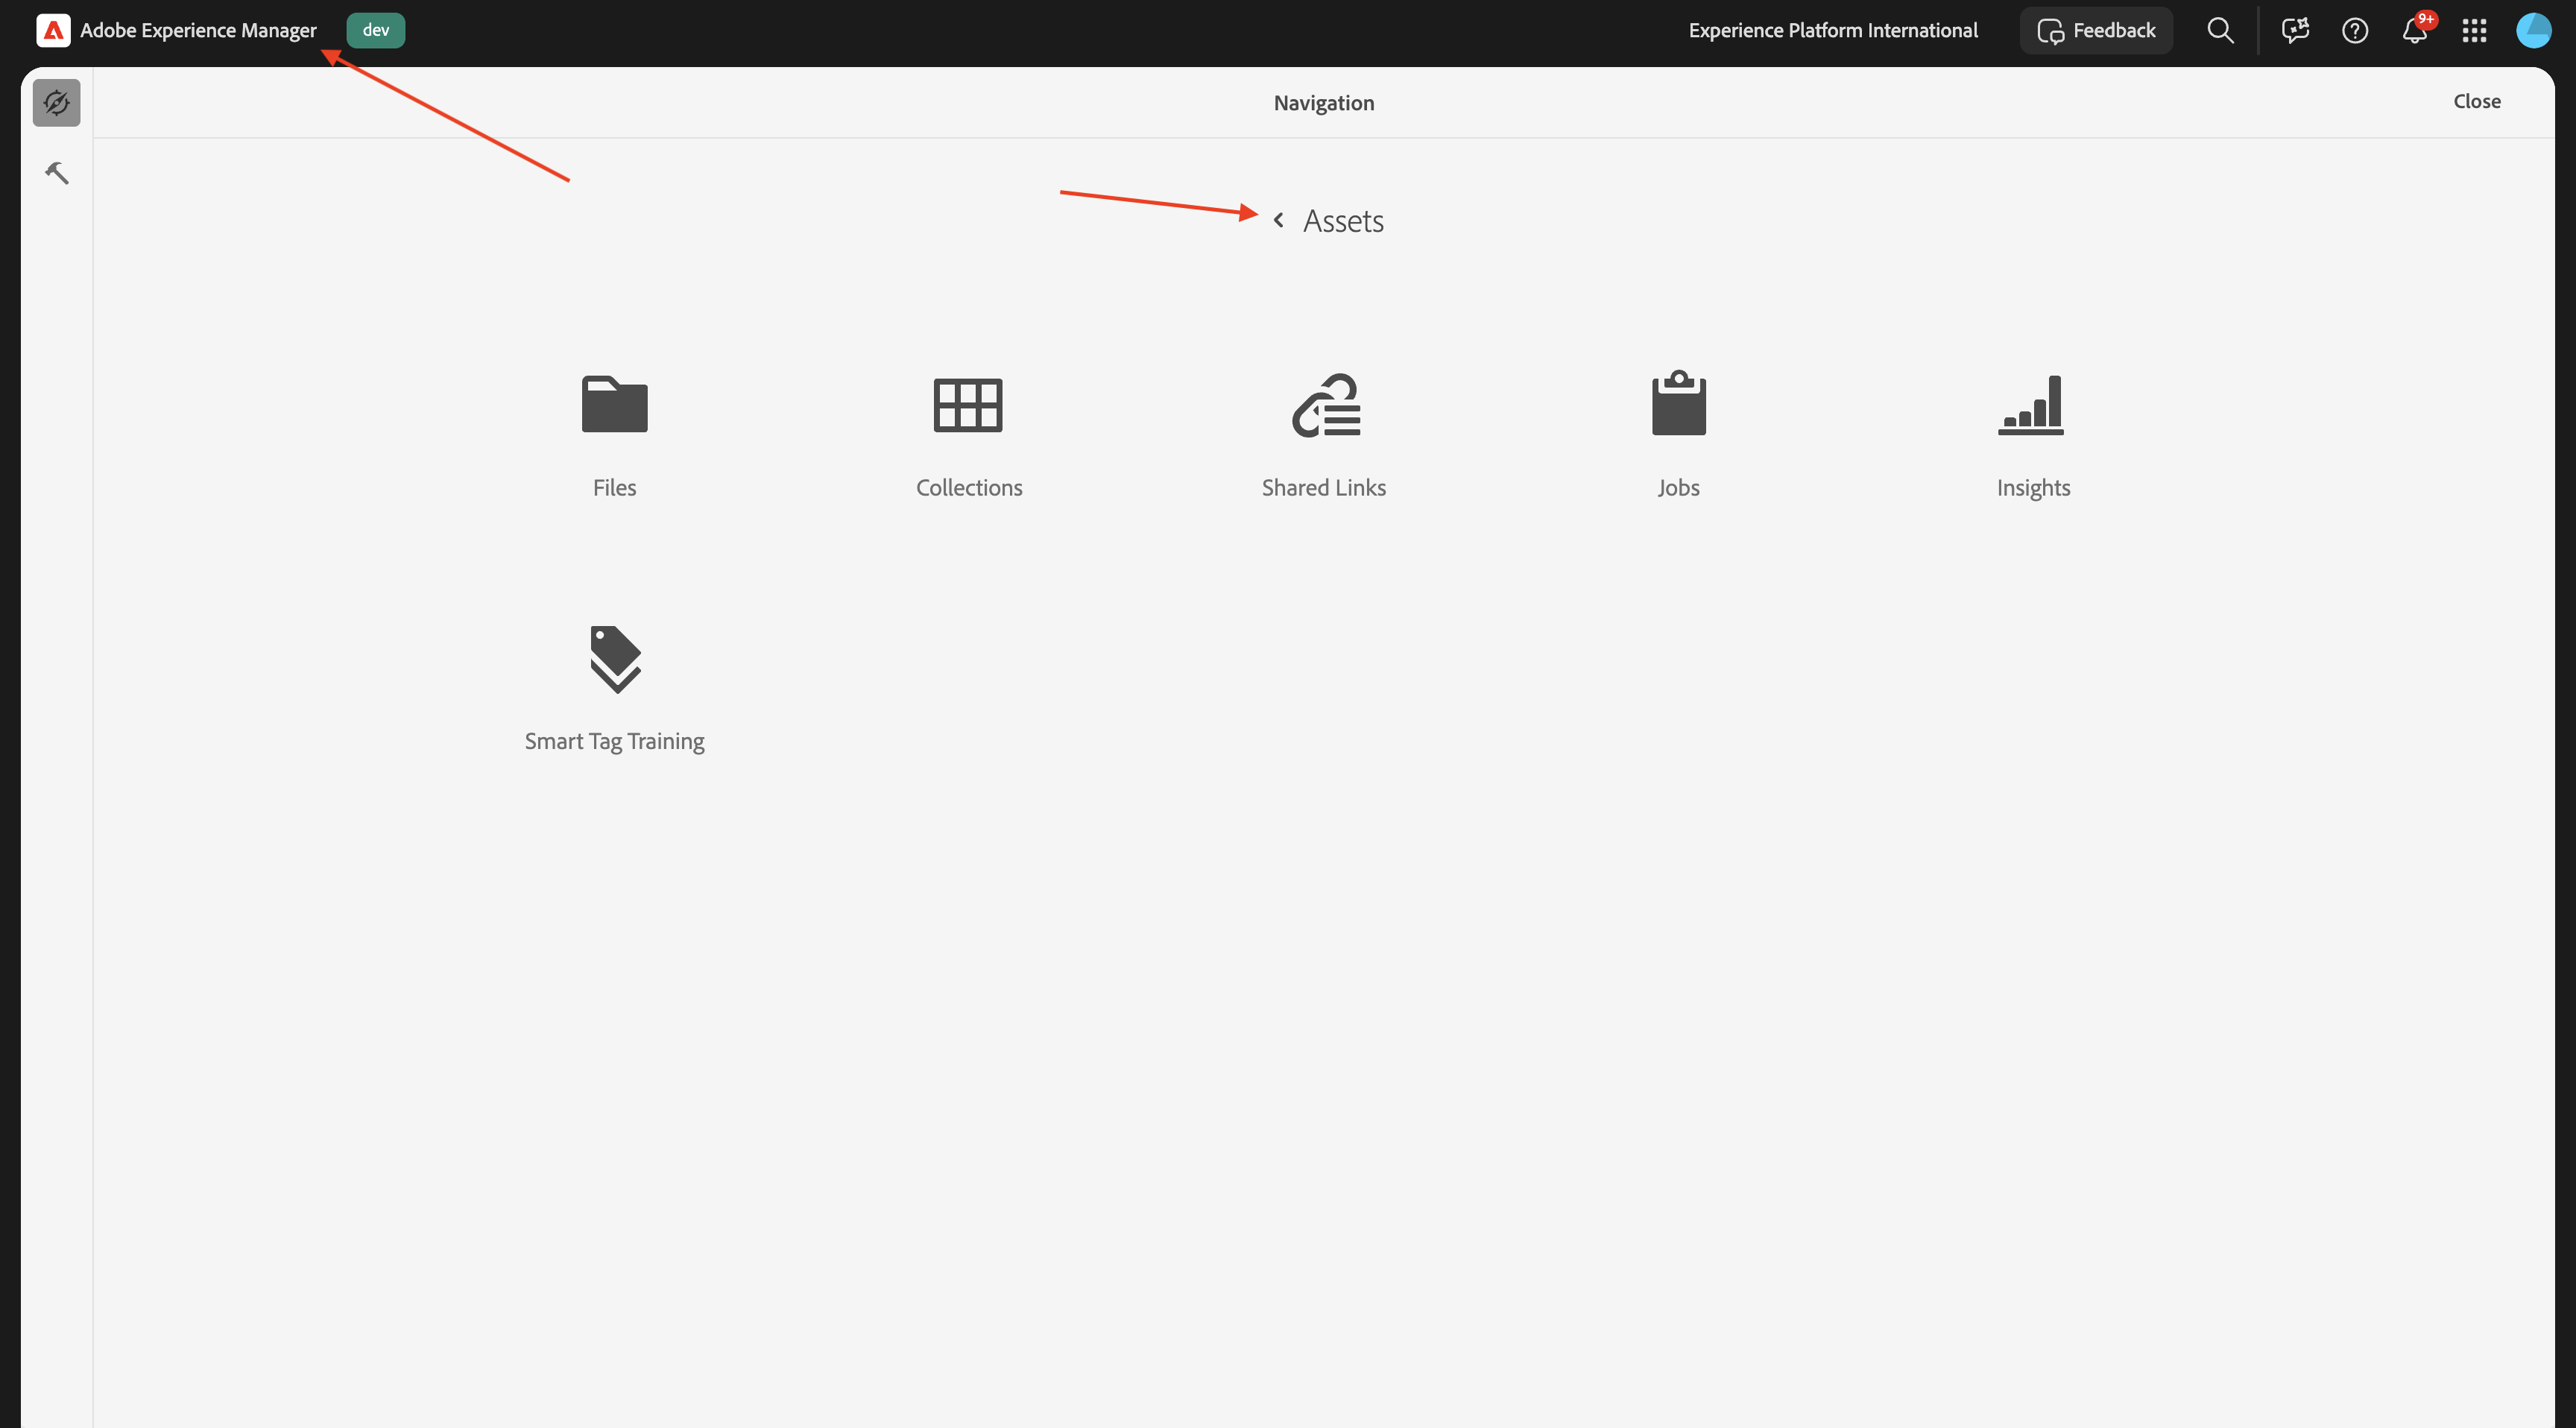 Adobe Experience Manager dev Experience Platform International Feedback 9+
Navigation Close
Assets
Files Collections Shared Links Jobs Insights
Smart Tag Training